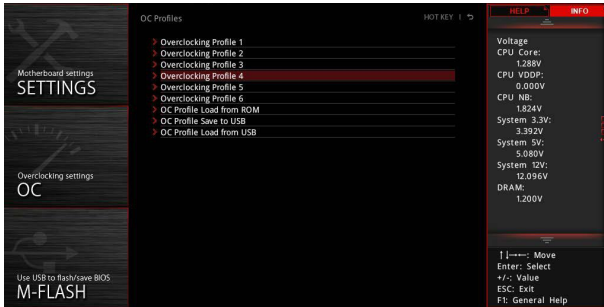 OC Profiles
HOT KEY |
HELP
INFO
Motherboard settings
SETTINGS
Overclocking settings
OC
Use USB to flash/save BIOS
M-FLASH
Overclocking Profile 1
Overclocking Profile 2
Overclocking Profile 3
Overclocking Profile 4
Overclocking Profile 5
Overclocking Profile 6
OC Profile Load from ROM
OC Profile Save to USB
OC Profile Load from USB
Voltage
CPU Core:
1.288V
CPU VDDP:
0.000V
CPU NB:
1.824V
System 3.3V:
3.392V
System 5V:
5.080V
System 12V:
12.096V
DRAM:
1.200V
↑↓→←: Move
Enter: Select
+/-: Value
ESC: Exit
F1: General Help